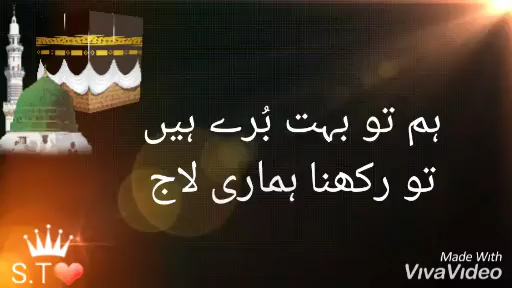 ہم تو بہت بُرے ہیں
تو رکھنا ہماری لاج
S.T
Made With
VivaVideo